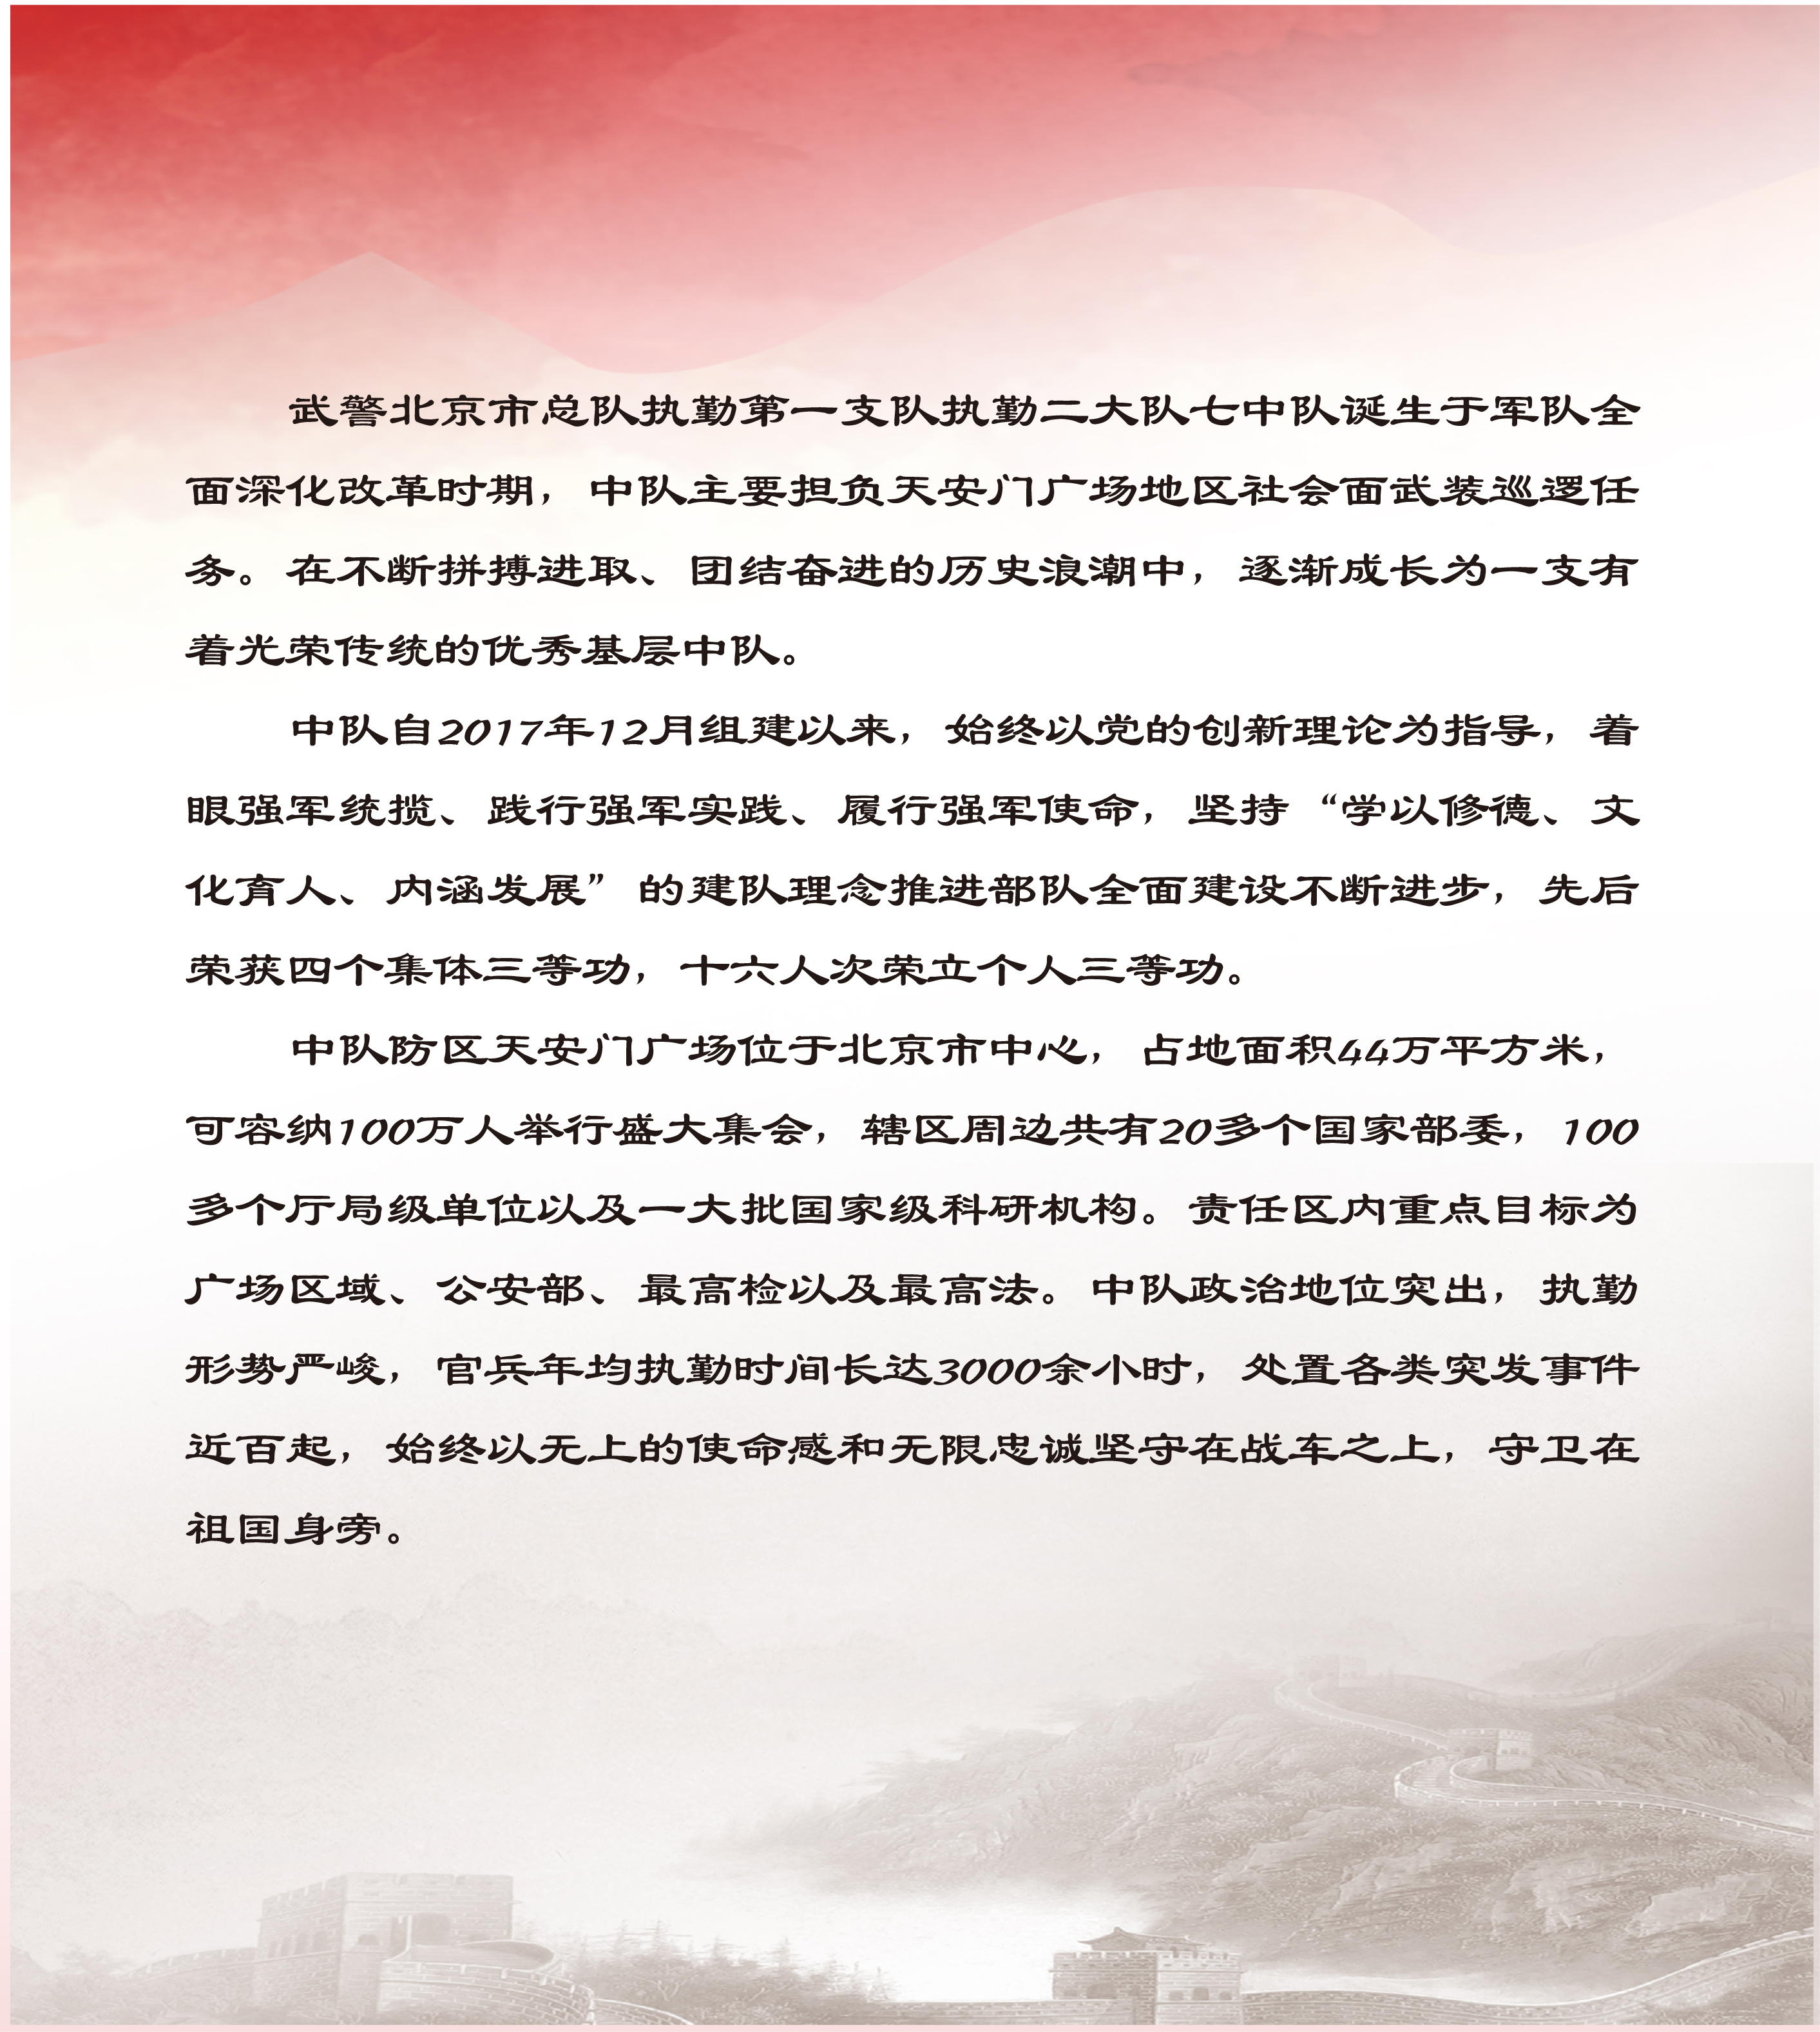 武警北京市总队执勤第一支队执勤二大队七中队诞生于军队全
面深化改革时期，中队主要担负天安门广场地区社会面武装巡逻任
务。在不断拼搏进取、团结奋进的历史浪潮中，逐渐成长为一支有
着光荣传统的优秀基层中队。
中队自2017年12月组建以来，始终以党的创新理论为指导，着
眼强军统揽、践行强军实践、履行强军使命，坚持“学以修德、文
化育人、内涵发展”的建队理念推进部队全面建设不断进步，先后
荣获四个集体三等功，十六人次荣立个人三等功。
中队防区天安门广场位于北京市中心，占地面积44万平方米，
可容纳100万人举行盛大集会，辖区周边共有20多个国家部委，100
多个厅局级单位以及一大批国家级科研机构。责任区内重点目标为
广场区域、公安部、最高检以及最高法。中队政治地位突出，执勤
形势严峻，官兵年均执勤时间长达3000余小时，处置各类突发事件
近百起，始终以无上的使命感和无限忠诚坚守在战车之上，守卫在
祖国身旁。